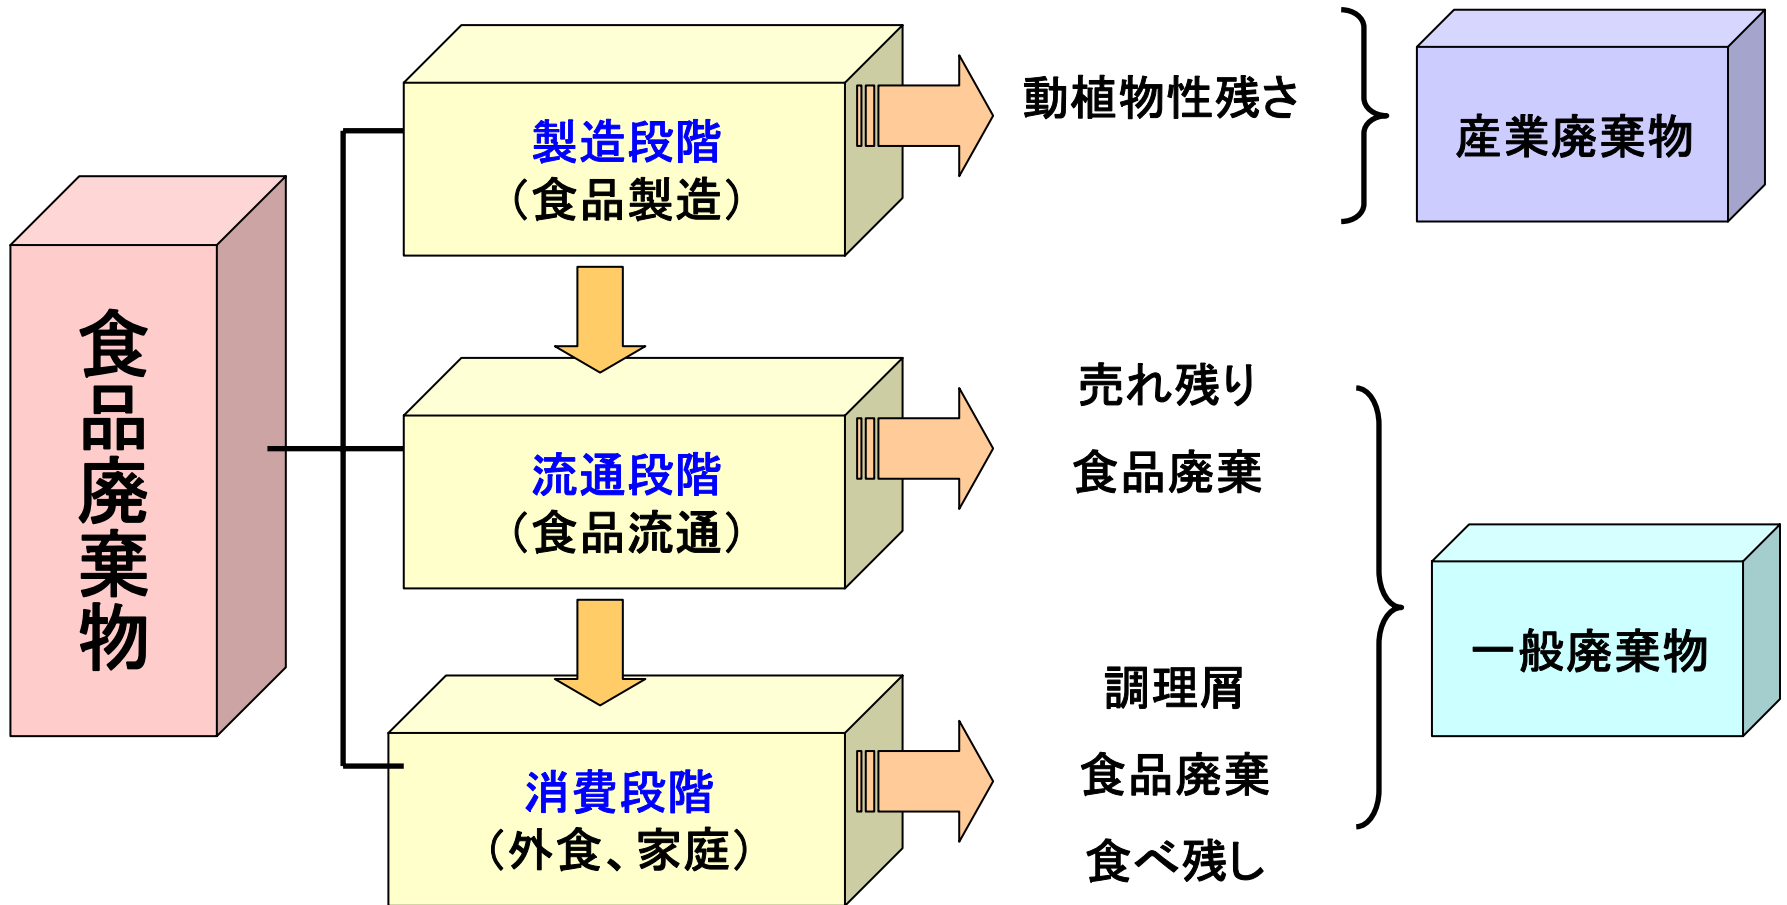 食品廃棄物
製造段階
（食品製造）
動植物性残さ
産業廃棄物
流通段階
（食品流通）
売れ残り
食品廃棄
消費段階
（外食、家庭）
調理屑
食品廃棄
食べ残し
一般廃棄物